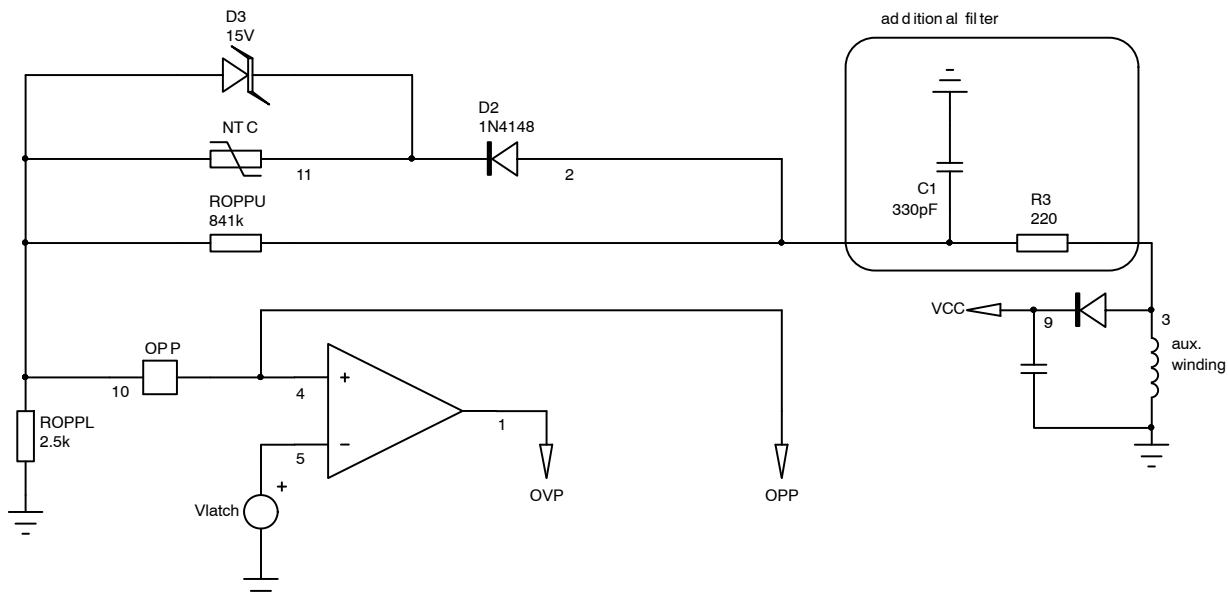 additional filter
D3
15V
D2
1N4148
NTC
11
2
C1
330pF
R3
220
ROPPU
841k
VCC
9
3
aux.
winding
OPP
10
4
+
1
ROPPL
2.5k
5
−
+
Vlatch
OVP
OPP